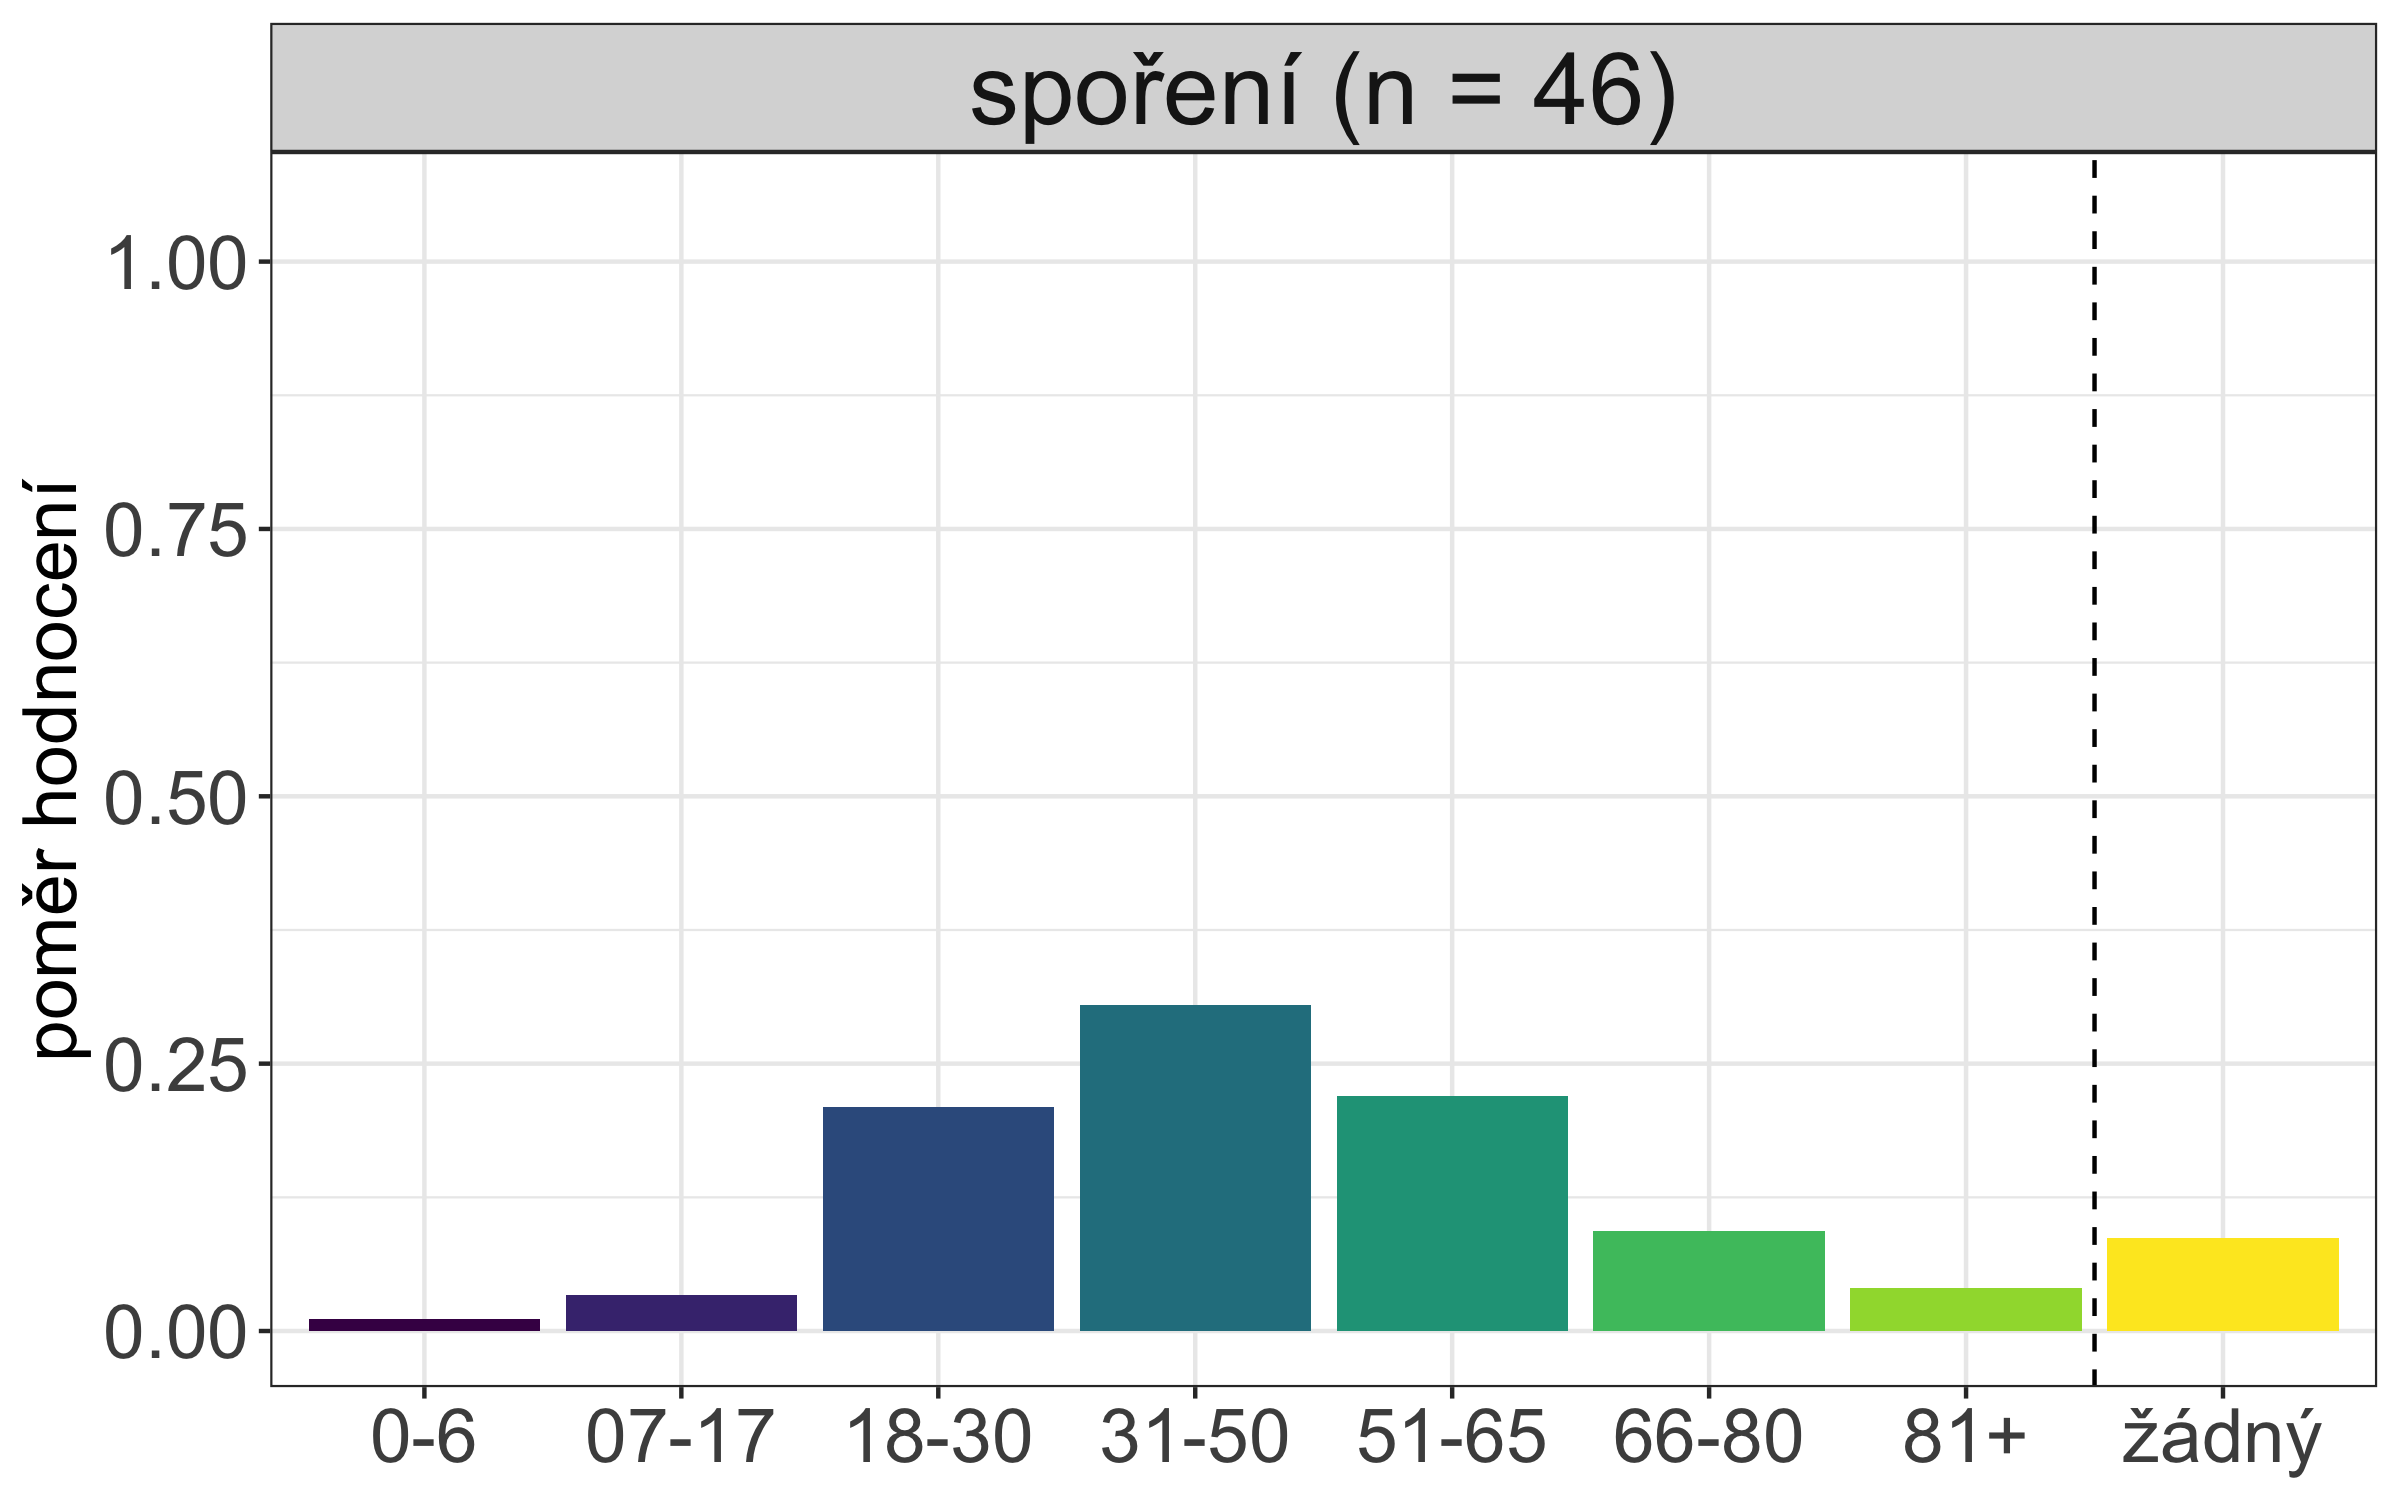 spoření (n = 46)
poměr hodnocení
1.00
0.75
0.50
0.25
0.00
0-6 07-17 18-30 31-50 51-65 66-80 81+ žádný